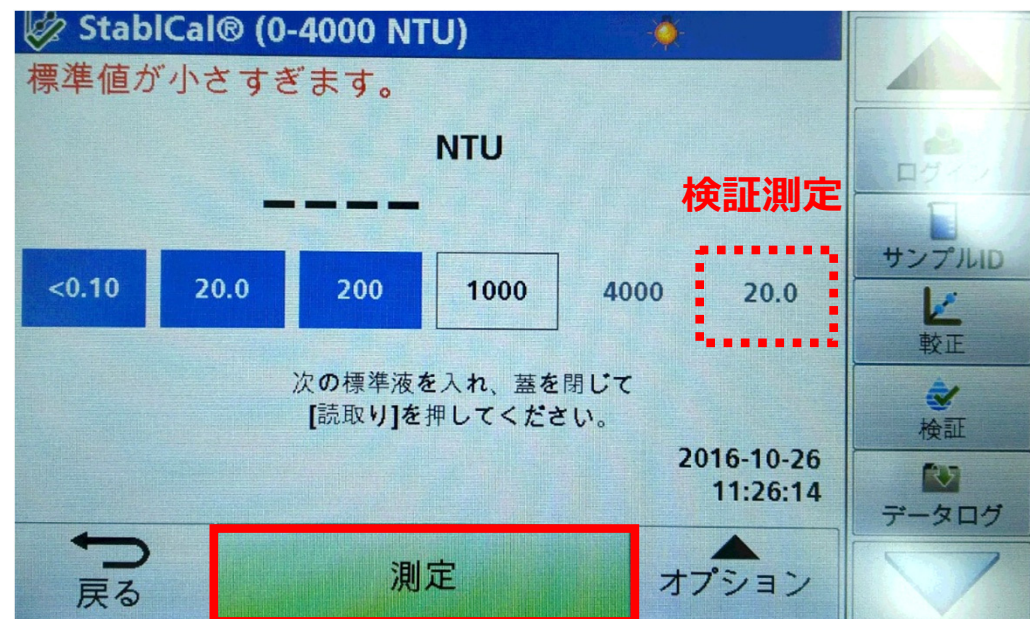 StablCal® (0-4000 NTU)
標準値が小さすぎます。
NTU
----
検証測定
<0.10 20.0 200 1000 4000 20.0
次の標準液を入れ、蓋を閉じて
[読取り]を押してください。
2016-10-26
11:26:14
戻る 測定 オプション
ログイン
サンプルID
較正
検証
データログ